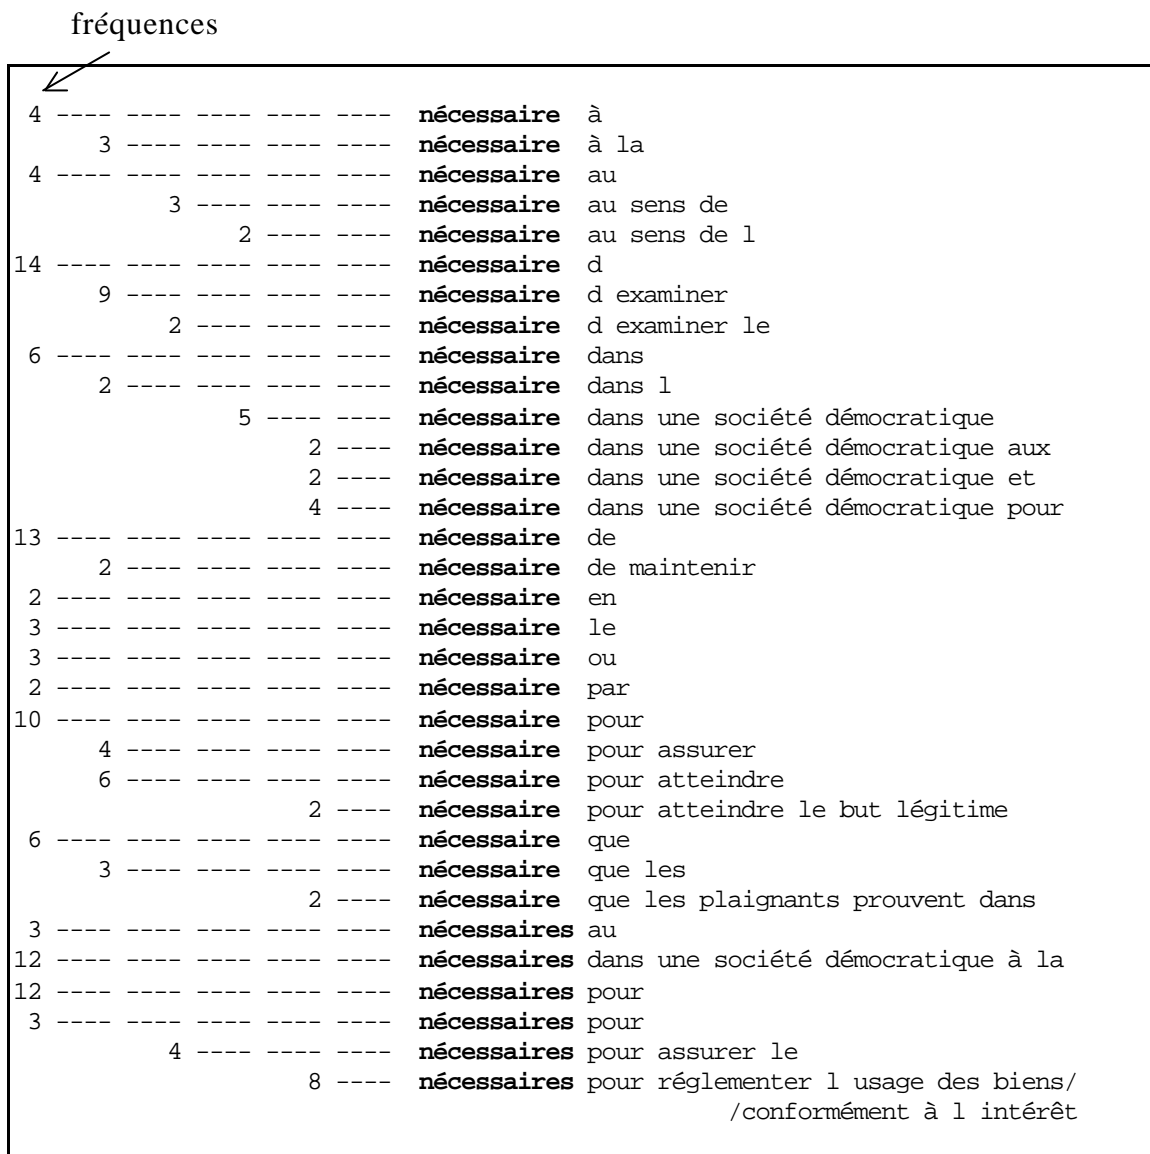 fréquences
4 ---- ---- ---- ---- ---- nécessaire à
3 ---- ---- ---- ---- nécessaire à la
4 ---- ---- ---- ---- ---- nécessaire au
3 ---- ---- ---- nécessaire au sens de
2 ---- ---- nécessaire au sens de l
14 ---- ---- ---- ---- ---- nécessaire d
9 ---- ---- ---- ---- nécessaire d examiner
2 ---- ---- ---- nécessaire d examiner le
6 ---- ---- ---- ---- ---- nécessaire dans
2 ---- ---- ---- ---- nécessaire dans l
5 ---- ---- nécessaire dans une société démocratique
2 ---- nécessaire dans une société démocratique aux
2 ---- nécessaire dans une société démocratique et
4 ---- nécessaire dans une société démocratique pour
13 ---- ---- ---- ---- ---- nécessaire de
2 ---- ---- ---- ---- nécessaire de maintenir
2 ---- ---- ---- ---- ---- nécessaire en
3 ---- ---- ---- ---- ---- nécessaire le
3 ---- ---- ---- ---- ---- nécessaire ou
2 ---- ---- ---- ---- ---- nécessaire par
10 ---- ---- ---- ---- ---- nécessaire pour
4 ---- ---- ---- ---- nécessaire pour assurer
6 ---- ---- ---- ---- nécessaire pour atteindre
2 ---- nécessaire pour atteindre le but légitime
6 ---- ---- ---- ---- ---- nécessaire que
3 ---- ---- ---- ---- nécessaire que les
2 ---- nécessaire que les plaignants prouvent dans
3 ---- ---- ---- ---- ---- nécessaires au
12 ---- ---- ---- ---- ---- nécessaires dans une société démocratique à la
12 ---- ---- ---- ---- ---- nécessaires pour
3 ---- ---- ---- ---- ---- nécessaires pour
4 ---- ---- ---- nécessaires pour assurer le
8 ---- nécessaires pour réglementer l usage des biens/
/conformément à l intérêt